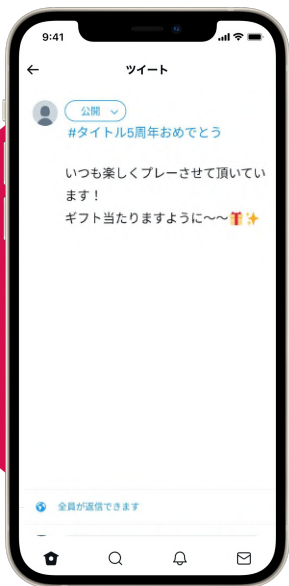 9:41
ツイート
公開
#タイトル5周年おめでとう
いつも楽しくプレーさせて頂いてい
ます！
ギフト当たりますように〜〜🎁✨
全員が返信できます